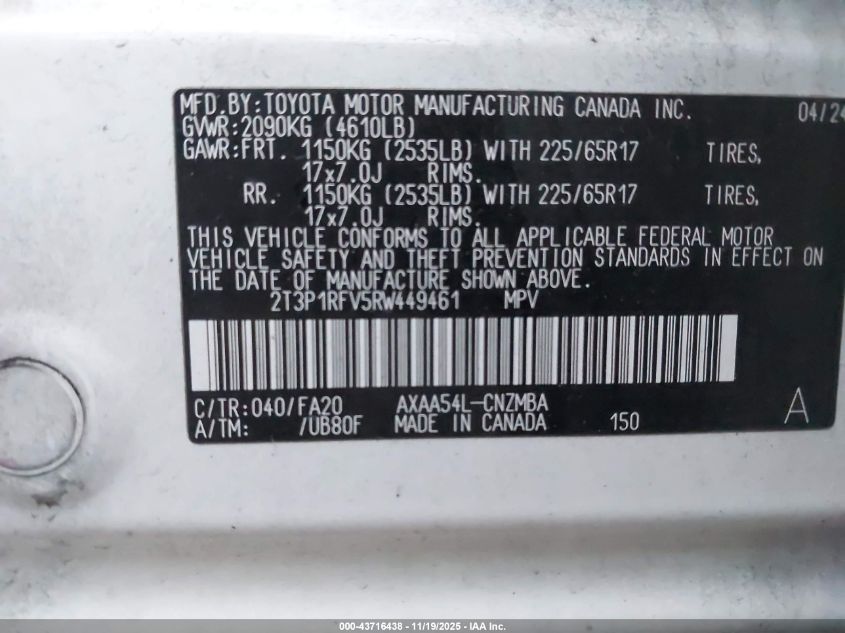 MFD.BY:TOYOTA MOTOR MANUFACTURING CANADA INC. 04/24
GVWR:2090KG (4610LB)
GAWR:FRT. 1150KG (2535LB) WITH 225/65R17 TIRES,
17x7.0J RIMS.
RR. 1150KG (2535LB) WITH 225/65R17 TIRES,
17x7.0J RIMS.
THIS VEHICLE CONFORMS TO ALL APPLICABLE FEDERAL MOTOR
VEHICLE SAFETY AND THEFT PREVENTION STANDARDS IN EFFECT ON
THE DATE OF MANUFACTURE SHOWN ABOVE.
2T3P1RFV5RW449461 MPV
C/TR:040/FA20 AXAA54L-CNZMBA A
A/TM: /UB80F MADE IN CANADA 150
000-43716438 - 11/19/2025 - IAA Inc.